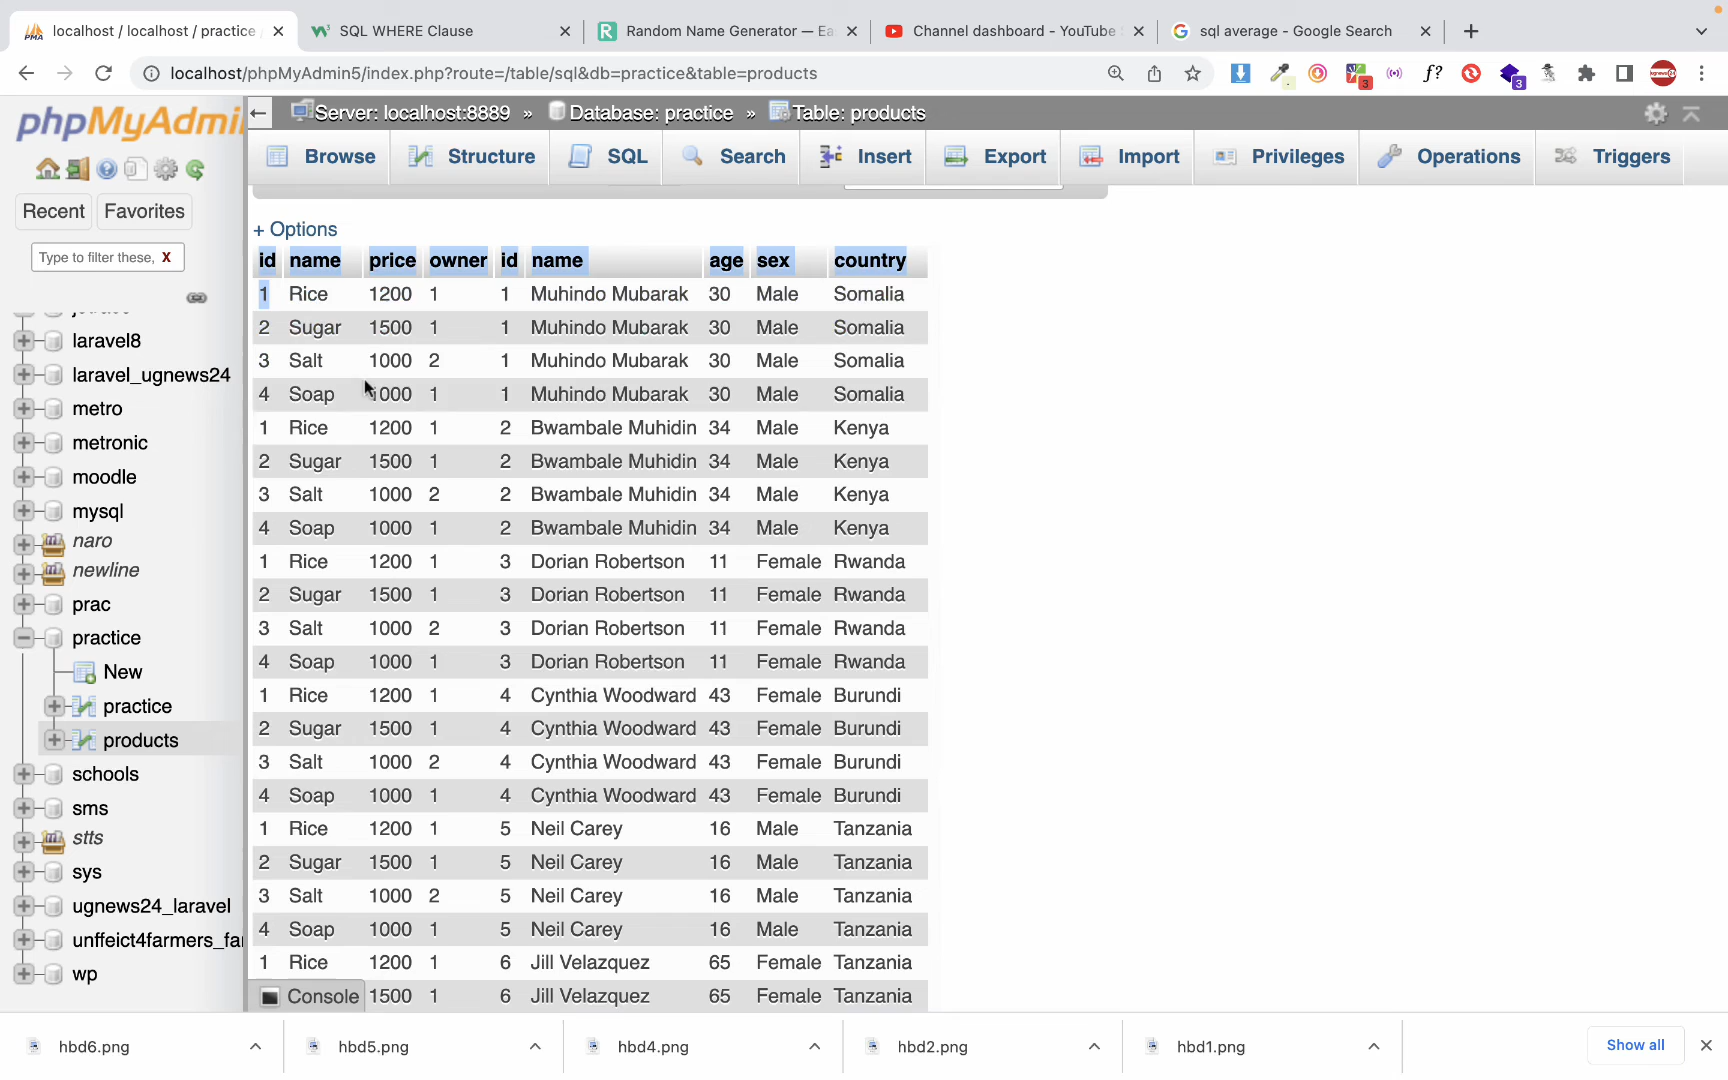 localhost / localhost / practice
SQL WHERE Clause
Random Name Generator — Ea
Channel dashboard - YouTube
sql average - Google Search
localhost/phpMyAdmin5/index.php?route=/table/sql&db=practice&table=products
phpMyAdmi
Server: localhost:8889 » Database: practice » Table: products
Browse Structure SQL Search Insert Export Import Privileges Operations Triggers
Recent Favorites
Type to filter these, X
laravel8
laravel_ugnews24
metro
metronic
moodle
mysql
naro
newline
prac
practice
New
practice
products
schools
sms
stts
sys
ugnews24_laravel
unffeict4farmers_fa
wp
+ Options
id name price owner id name age sex country
1 Rice 1200 1 1 Muhindo Mubarak 30 Male Somalia
2 Sugar 1500 1 1 Muhindo Mubarak 30 Male Somalia
3 Salt 1000 2 1 Muhindo Mubarak 30 Male Somalia
4 Soap 1000 1 1 Muhindo Mubarak 30 Male Somalia
1 Rice 1200 1 2 Bwambale Muhidin 34 Male Kenya
2 Sugar 1500 1 2 Bwambale Muhidin 34 Male Kenya
3 Salt 1000 2 2 Bwambale Muhidin 34 Male Kenya
4 Soap 1000 1 2 Bwambale Muhidin 34 Male Kenya
1 Rice 1200 1 3 Dorian Robertson 11 Female Rwanda
2 Sugar 1500 1 3 Dorian Robertson 11 Female Rwanda
3 Salt 1000 2 3 Dorian Robertson 11 Female Rwanda
4 Soap 1000 1 3 Dorian Robertson 11 Female Rwanda
1 Rice 1200 1 4 Cynthia Woodward 43 Female Burundi
2 Sugar 1500 1 4 Cynthia Woodward 43 Female Burundi
3 Salt 1000 2 4 Cynthia Woodward 43 Female Burundi
4 Soap 1000 1 4 Cynthia Woodward 43 Female Burundi
1 Rice 1200 1 5 Neil Carey 16 Male Tanzania
2 Sugar 1500 1 5 Neil Carey 16 Male Tanzania
3 Salt 1000 2 5 Neil Carey 16 Male Tanzania
4 Soap 1000 1 5 Neil Carey 16 Male Tanzania
1 Rice 1200 1 6 Jill Velazquez 65 Female Tanzania
Console 1500 1 6 Jill Velazquez 65 Female Tanzania
hbd6.png
hbd5.png
hbd4.png
hbd2.png
hbd1.png
Show all